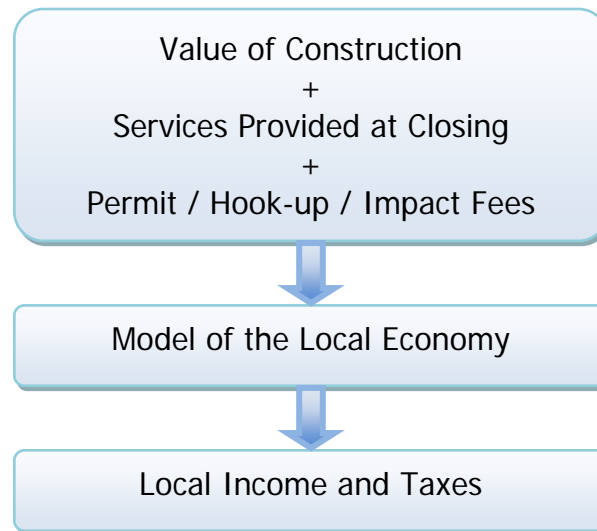 Value of Construction
+
Services Provided at Closing
+
Permit / Hook-up / Impact Fees
Model of the Local Economy
Local Income and Taxes